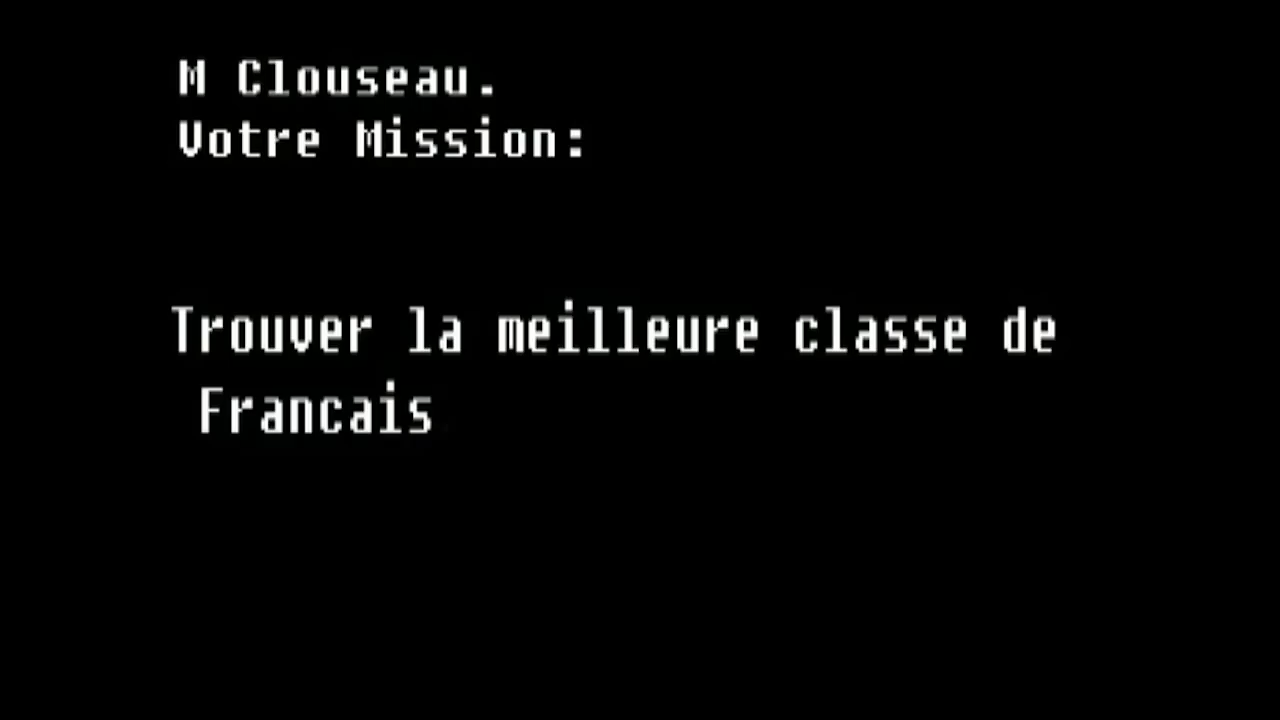 M Clouseau.
Votre Mission:
Trouver la meilleure classe de
Francais